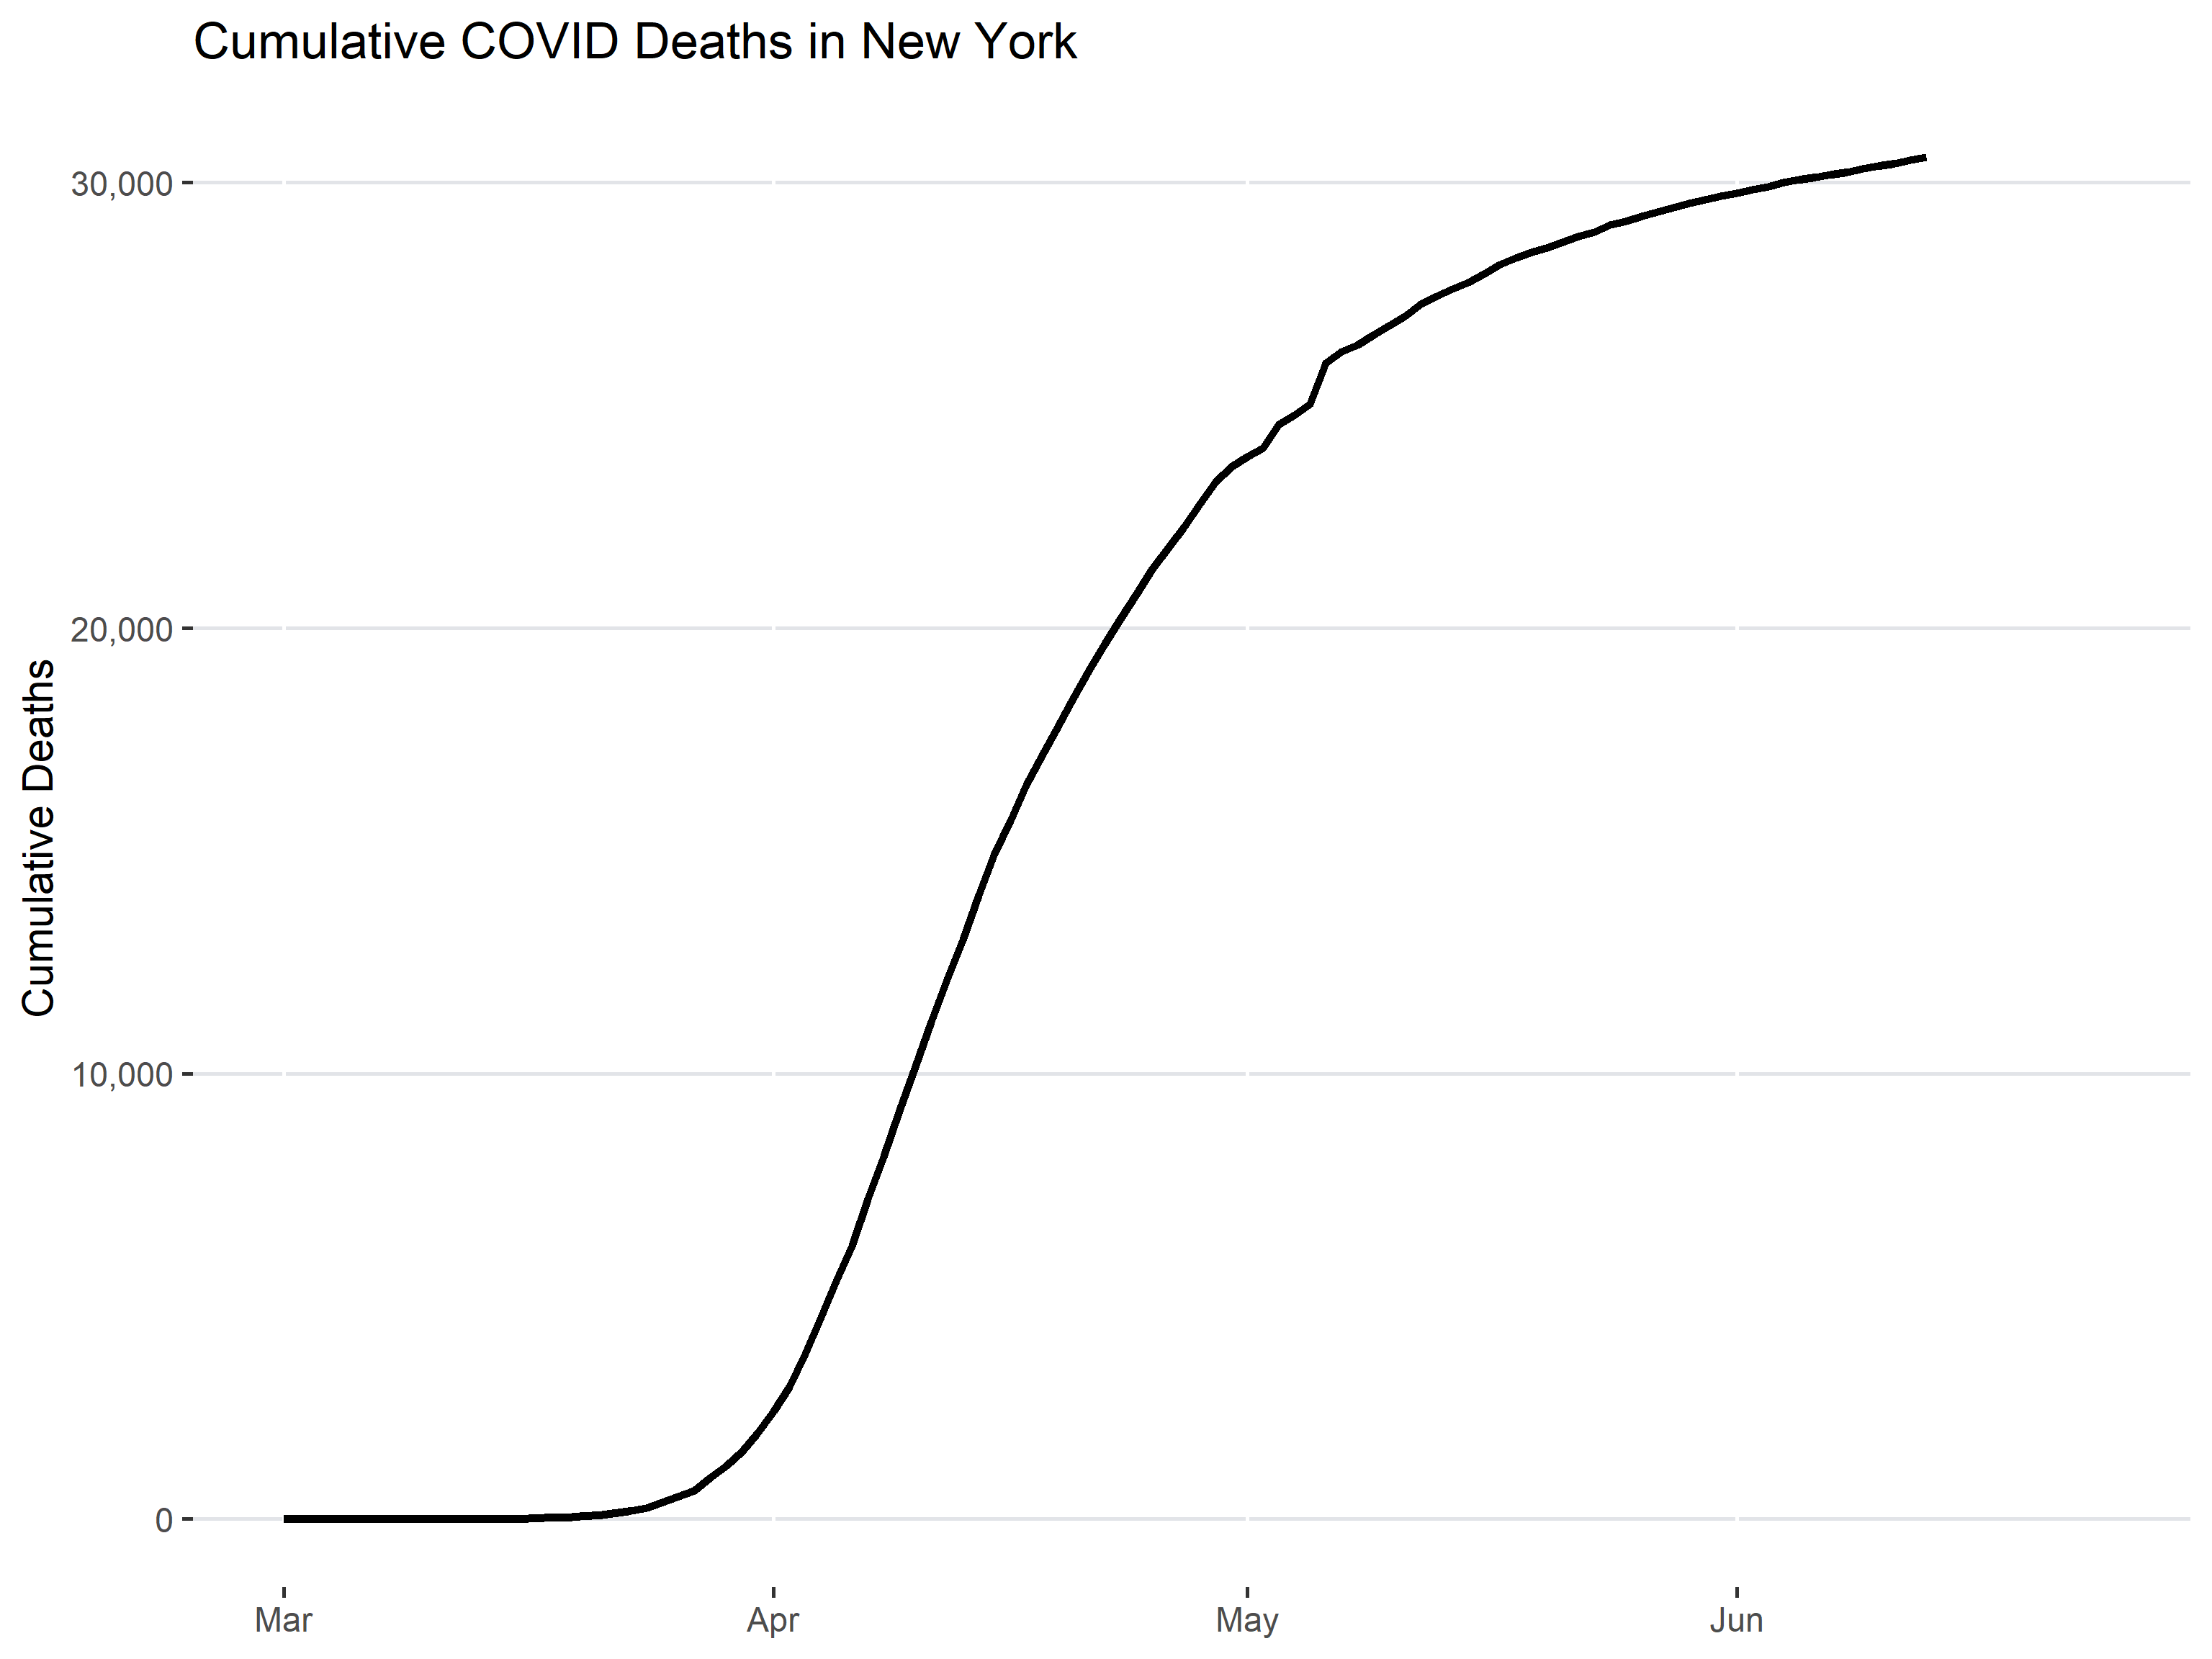 Cumulative COVID Deaths in New York
30,000
20,000
10,000
0
Cumulative Deaths
Mar Apr May Jun